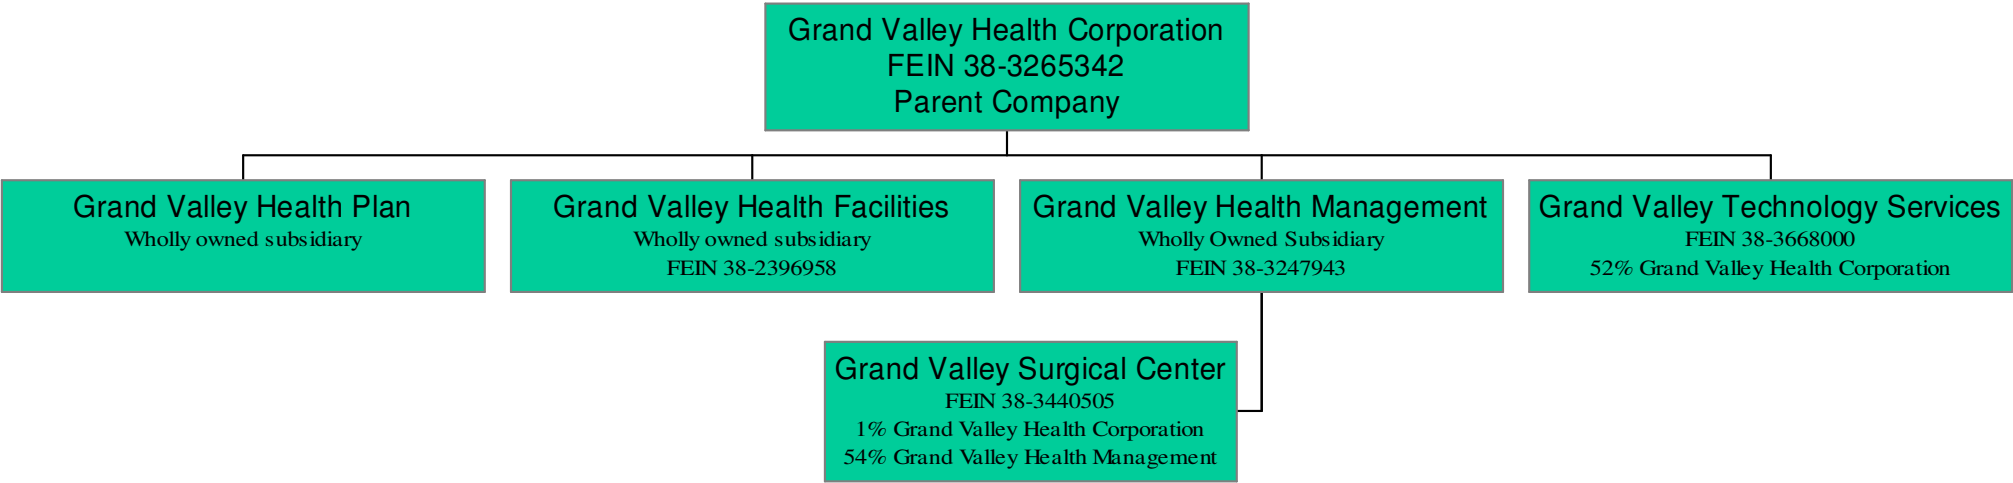 Grand Valley Health Corporation
FEIN 38-3265342
Parent Company
Grand Valley Health Plan
Wholly owned subsidiary
Grand Valley Health Facilities
Wholly owned subsidiary
FEIN 38-2396958
Grand Valley Health Management
Wholly Owned Subsidiary
FEIN 38-3247943
Grand Valley Technology Services
FEIN 38-3668000
52% Grand Valley Health Corporation
Grand Valley Surgical Center
FEIN 38-3440505
1% Grand Valley Health Corporation
54% Grand Valley Health Management